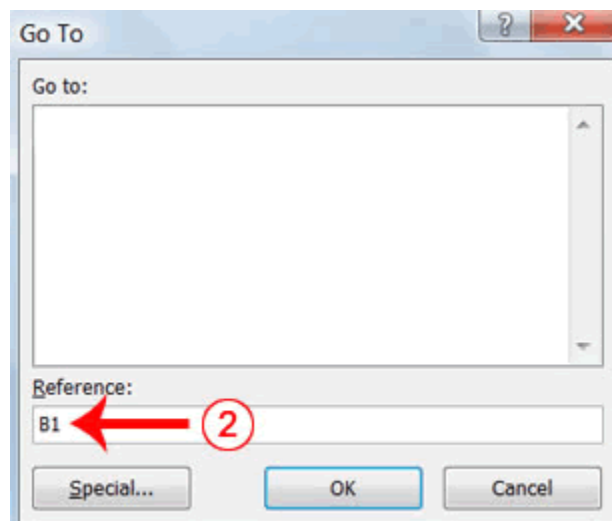 Go To
Go to:
Reference:
B1 2
Special... OK Cancel